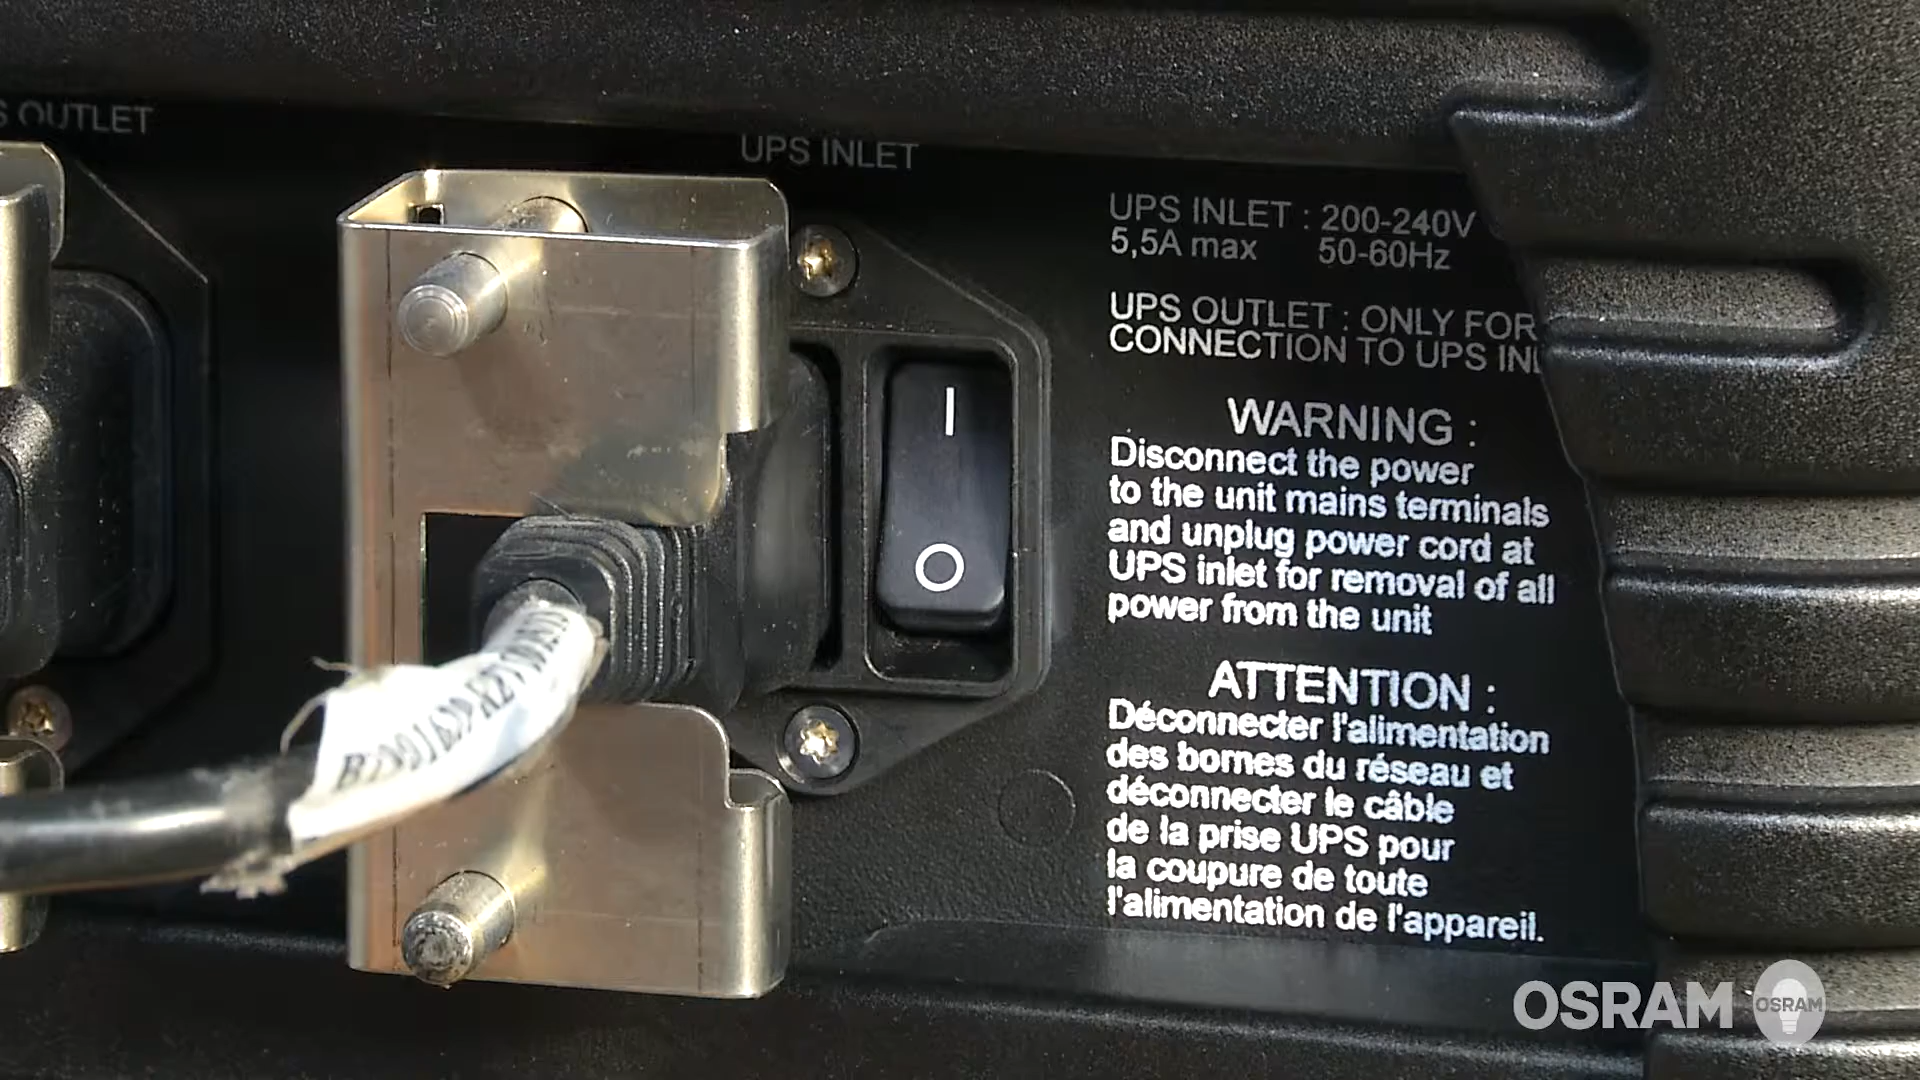 OUTLET
UPS INLET
UPS INLET : 200-240V
5,5A max 50-60Hz
UPS OUTLET : ONLY FOR
CONNECTION TO UPS
WARNING :
Disconnect the power
to the unit mains terminals
and unplug power cord at
UPS inlet for removal of all
power from the unit
ATTENTION :
Déconnecter l'alimentation
des bornes du réseau et
déconnecter le câble
de la prise UPS pour
la coupure de toute
l'alimentation de l'appareil.
OSRAM
OSRAM